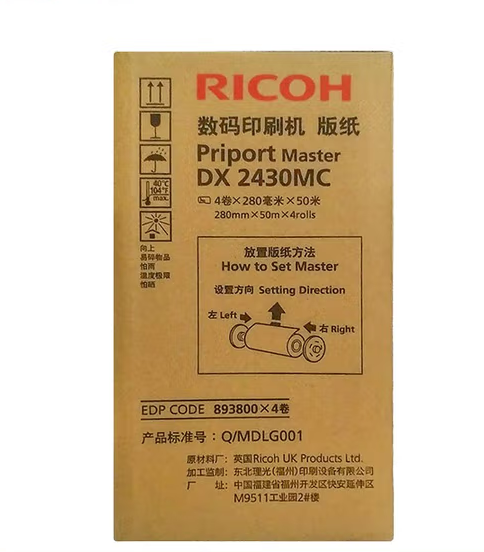 RICOH
数码印刷机 版纸
Priport Master
DX 2430MC
4卷×280毫米×50米
280mm×50m×4rolls
40℃
104°F
max.
向上
易碎物品
怕雨
温度极限
怕晒
放置版纸方法
How to Set Master
设置方向 Setting Direction
左 Left
右 Right
EDP CODE 893800×4卷
产品标准号：Q/MDLG001
原材料厂：英国Ricoh UK Products Ltd.
加工监制：东北理光(福州)印刷设备有限公司
厂 址：中国福建省福州开发区快安延伸区
M9511工业园2#楼